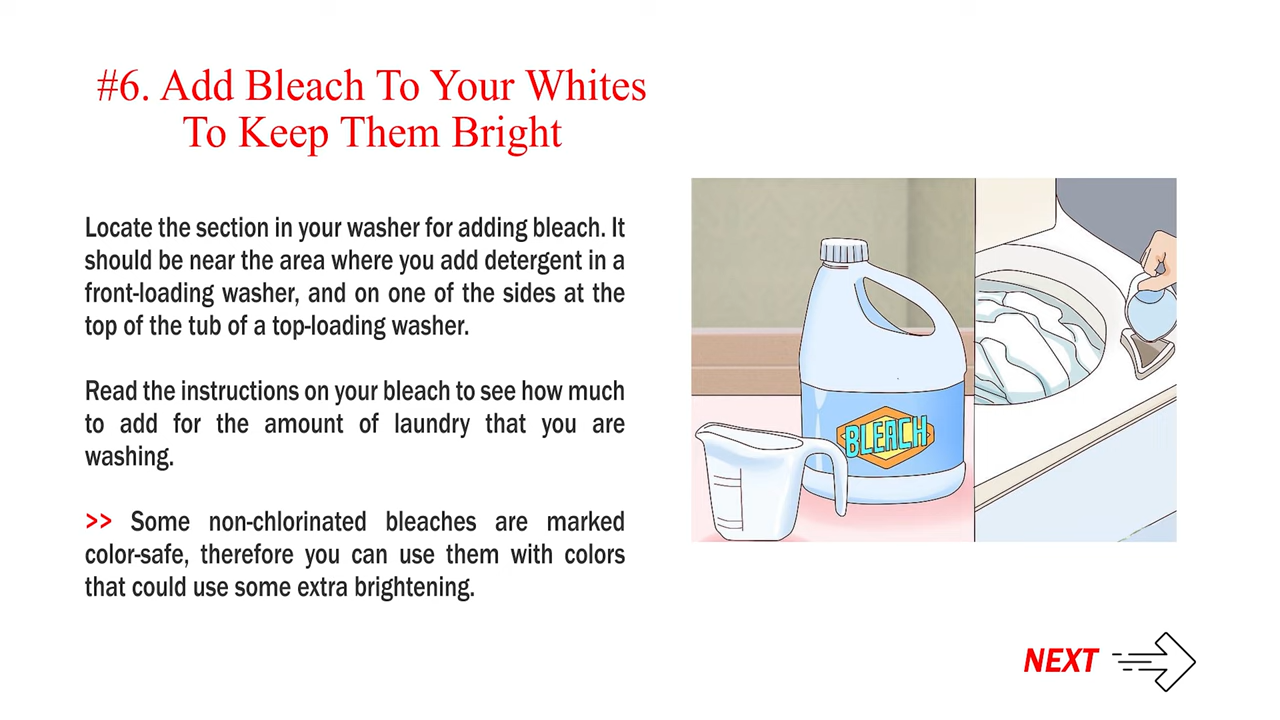 #6. Add Bleach To Your Whites
To Keep Them Bright
Locate the section in your washer for adding bleach. It
should be near the area where you add detergent in a
front-loading washer, and on one of the sides at the
top of the tub of a top-loading washer.
Read the instructions on your bleach to see how much
to add for the amount of laundry that you are
washing.
>> Some non-chlorinated bleaches are marked
color-safe, therefore you can use them with colors
that could use some extra brightening.
BLEACH
NEXT